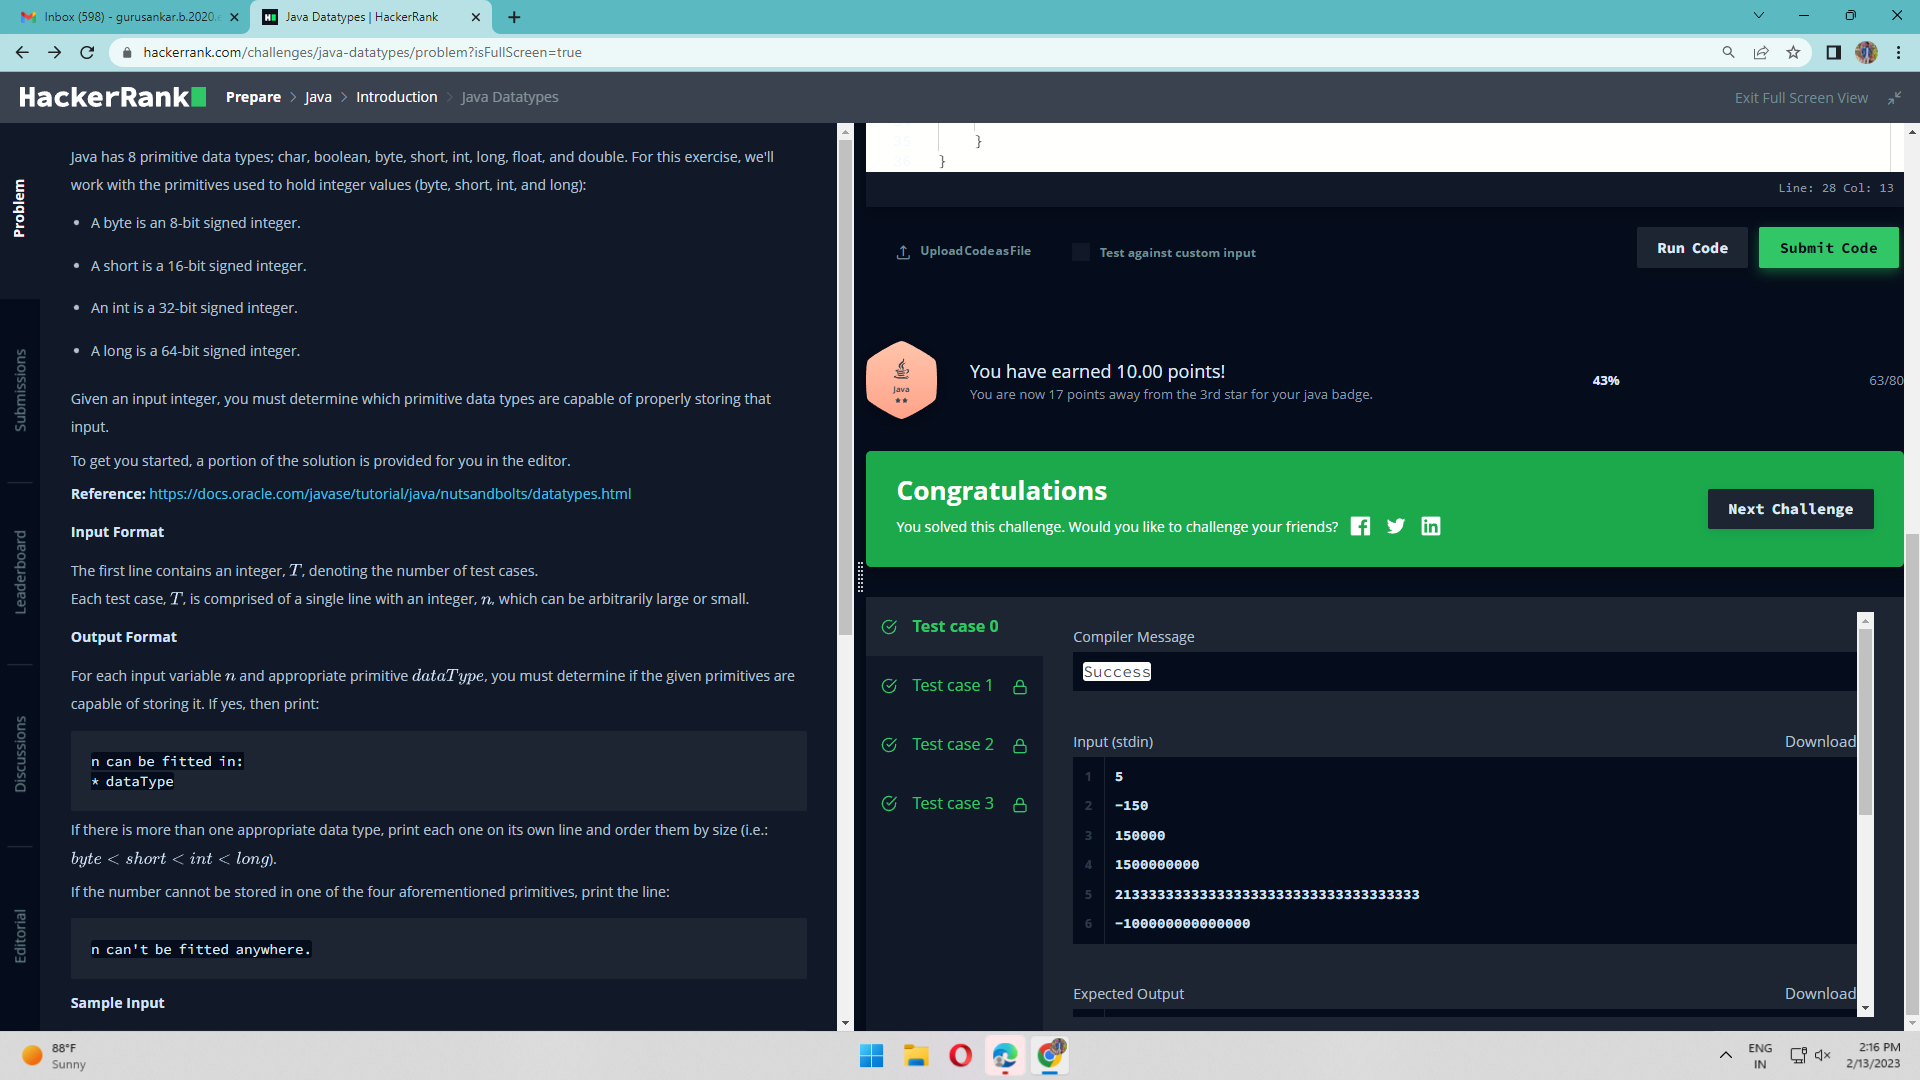 Inbox (598) - gurusankar.b.2020.e
Java Datatypes | HackerRank
hackerrank.com/challenges/java-datatypes/problem?isFullScreen=true
HackerRank
Prepare > Java > Introduction > Java Datatypes
Exit Full Screen View
Problem
Submissions
Leaderboard
Discussions
Editorial
Java has 8 primitive data types; char, boolean, byte, short, int, long, float, and double. For this exercise, we'll
work with the primitives used to hold integer values (byte, short, int, and long):
• A byte is an 8-bit signed integer.
• A short is a 16-bit signed integer.
• An int is a 32-bit signed integer.
• A long is a 64-bit signed integer.
Given an input integer, you must determine which primitive data types are capable of properly storing that
input.
To get you started, a portion of the solution is provided for you in the editor.
Reference: https://docs.oracle.com/javase/tutorial/java/nutsandbolts/datatypes.html
Input Format
The first line contains an integer, T, denoting the number of test cases.
Each test case, T, is comprised of a single line with an integer, n, which can be arbitrarily large or small.
Output Format
For each input variable n and appropriate primitive dataType, you must determine if the given primitives are
capable of storing it. If yes, then print:
n can be fitted in:
* dataType
If there is more than one appropriate data type, print each one on its own line and order them by size (i.e.:
byte < short < int < long).
If the number cannot be stored in one of the four aforementioned primitives, print the line:
n can't be fitted anywhere.
Sample Input
35 }
36 }
Line: 28 Col: 13
Upload Code as File
Test against custom input
Run Code
Submit Code
Java
You have earned 10.00 points!
You are now 17 points away from the 3rd star for your java badge.
43%
63/80
Congratulations
You solved this challenge. Would you like to challenge your friends?
Next Challenge
Test case 0
Test case 1
Test case 2
Test case 3
Compiler Message
Success
Input (stdin)
Download
1 5
2 -150
3 150000
4 1500000000
5 213333333333333333333333333333333333
6 -100000000000000
Expected Output
Download
88°F
Sunny
ENG
IN
2:16 PM
2/13/2023